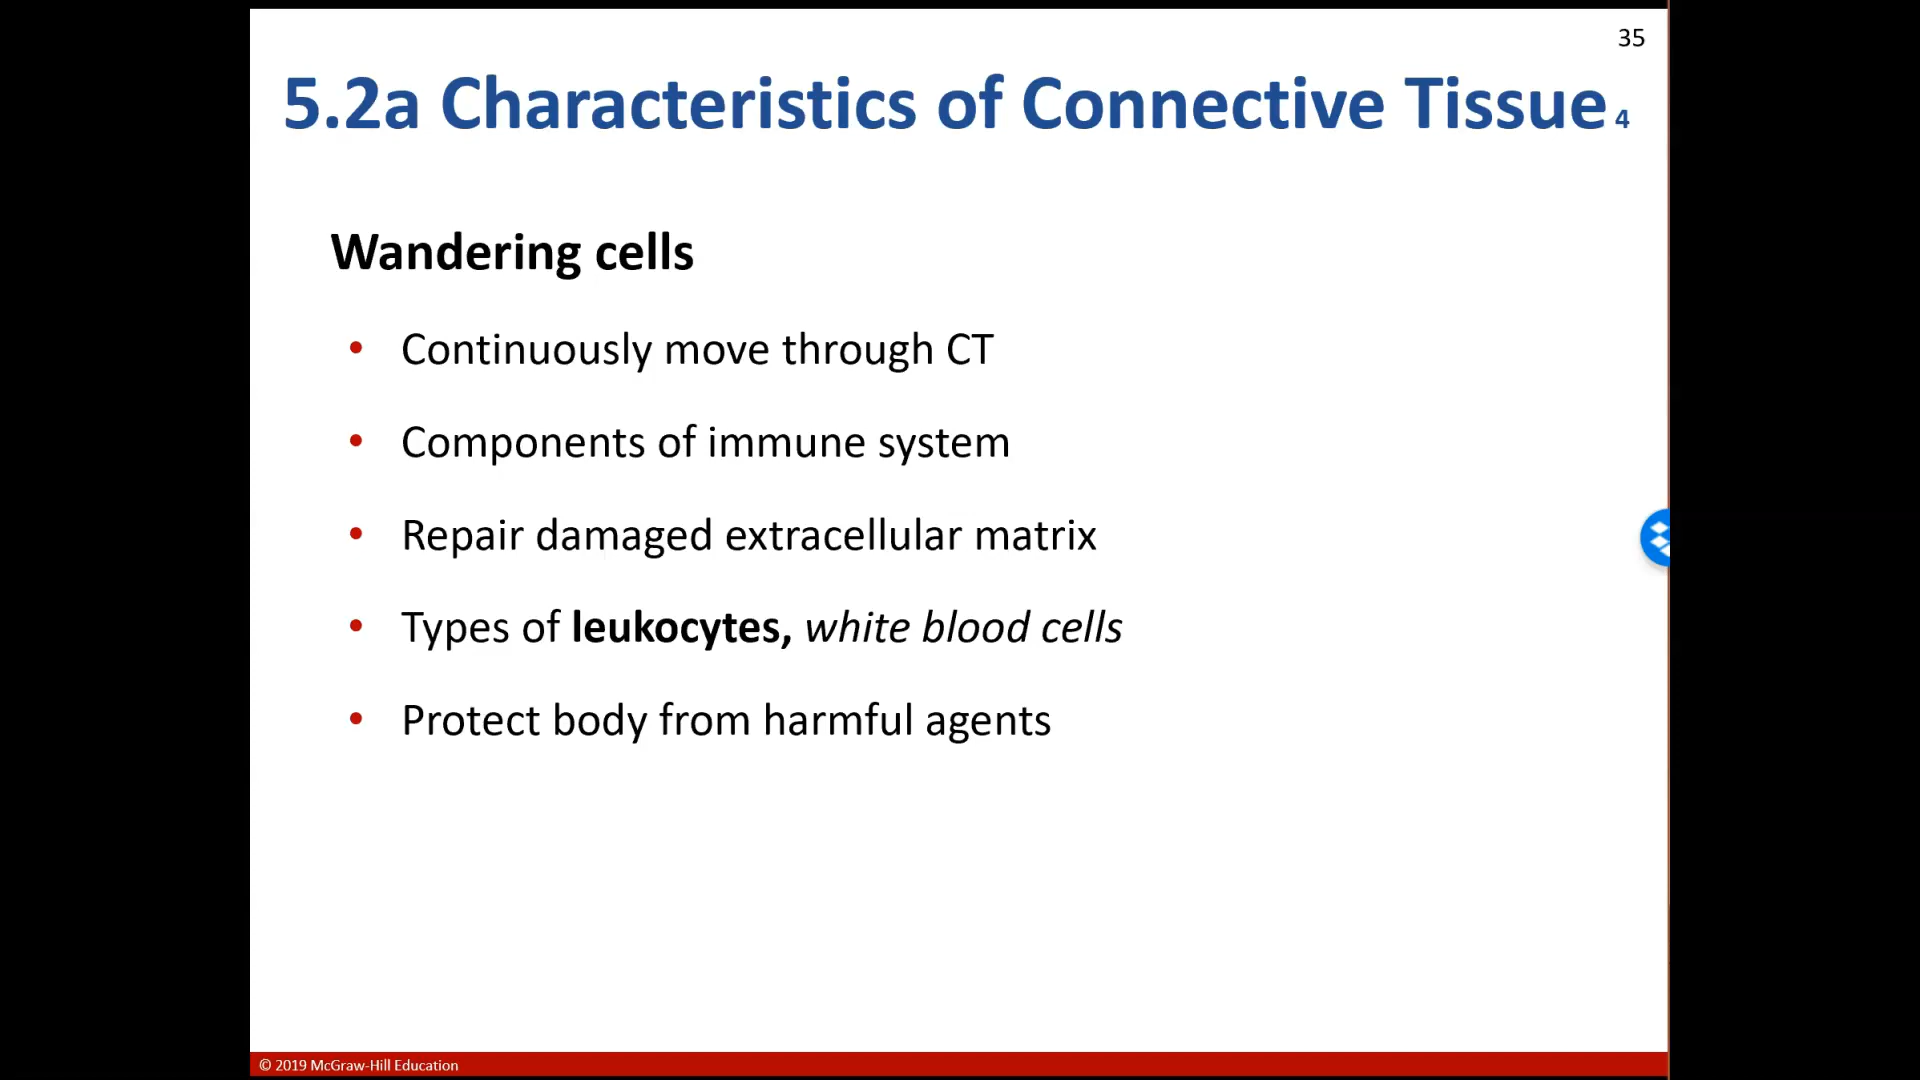 35
5.2a Characteristics of Connective Tissue 4
Wandering cells
• Continuously move through CT
• Components of immune system
• Repair damaged extracellular matrix
• Types of leukocytes, white blood cells
• Protect body from harmful agents
© 2019 McGraw-Hill Education